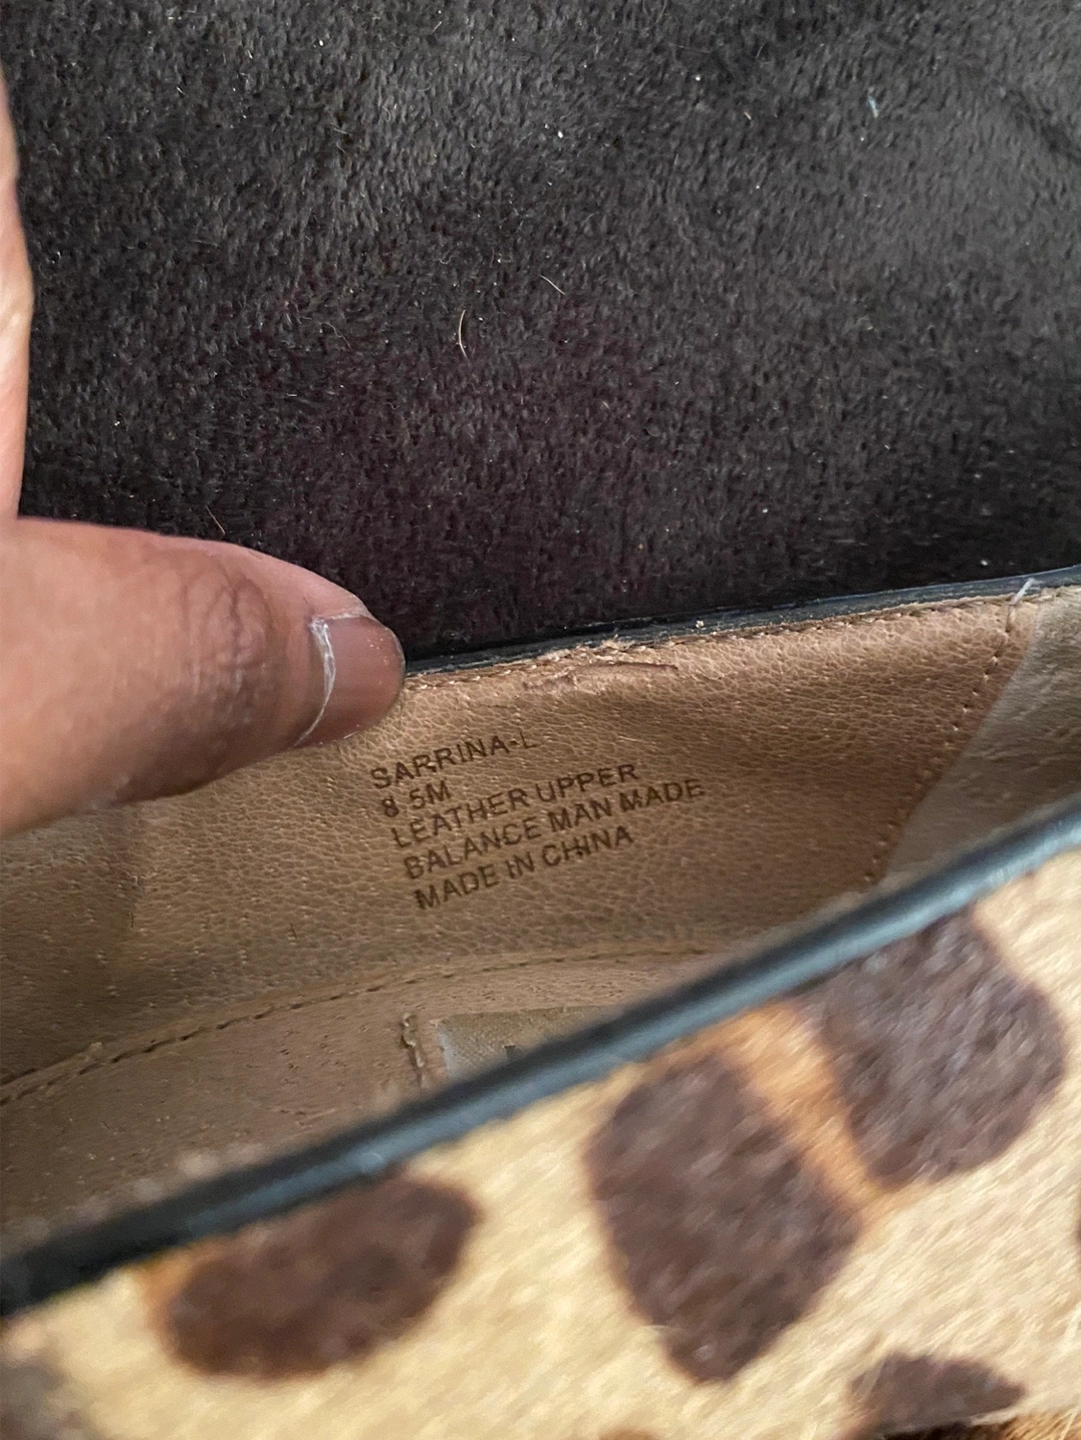 SARRINA-L
8 5M
LEATHER UPPER
BALANCE MAN MADE
MADE IN CHINA